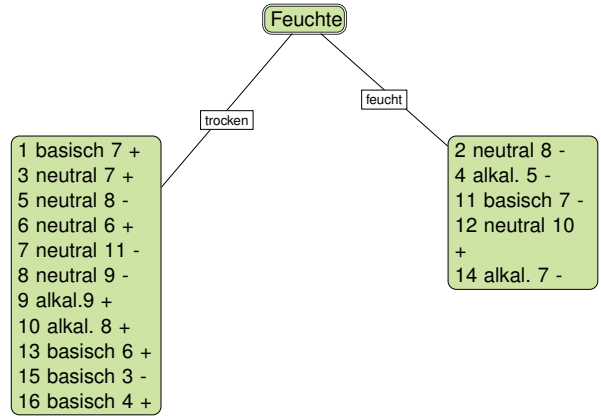 Feuchte
trocken
feucht
1 basisch 7 +
3 neutral 7 +
5 neutral 8 -
6 neutral 6 +
7 neutral 11 -
8 neutral 9 -
9 alkal.9 +
10 alkal. 8 +
13 basisch 6 +
15 basisch 3 -
16 basisch 4 +
2 neutral 8 -
4 alkal. 5 -
11 basisch 7 -
12 neutral 10
+
14 alkal. 7 -